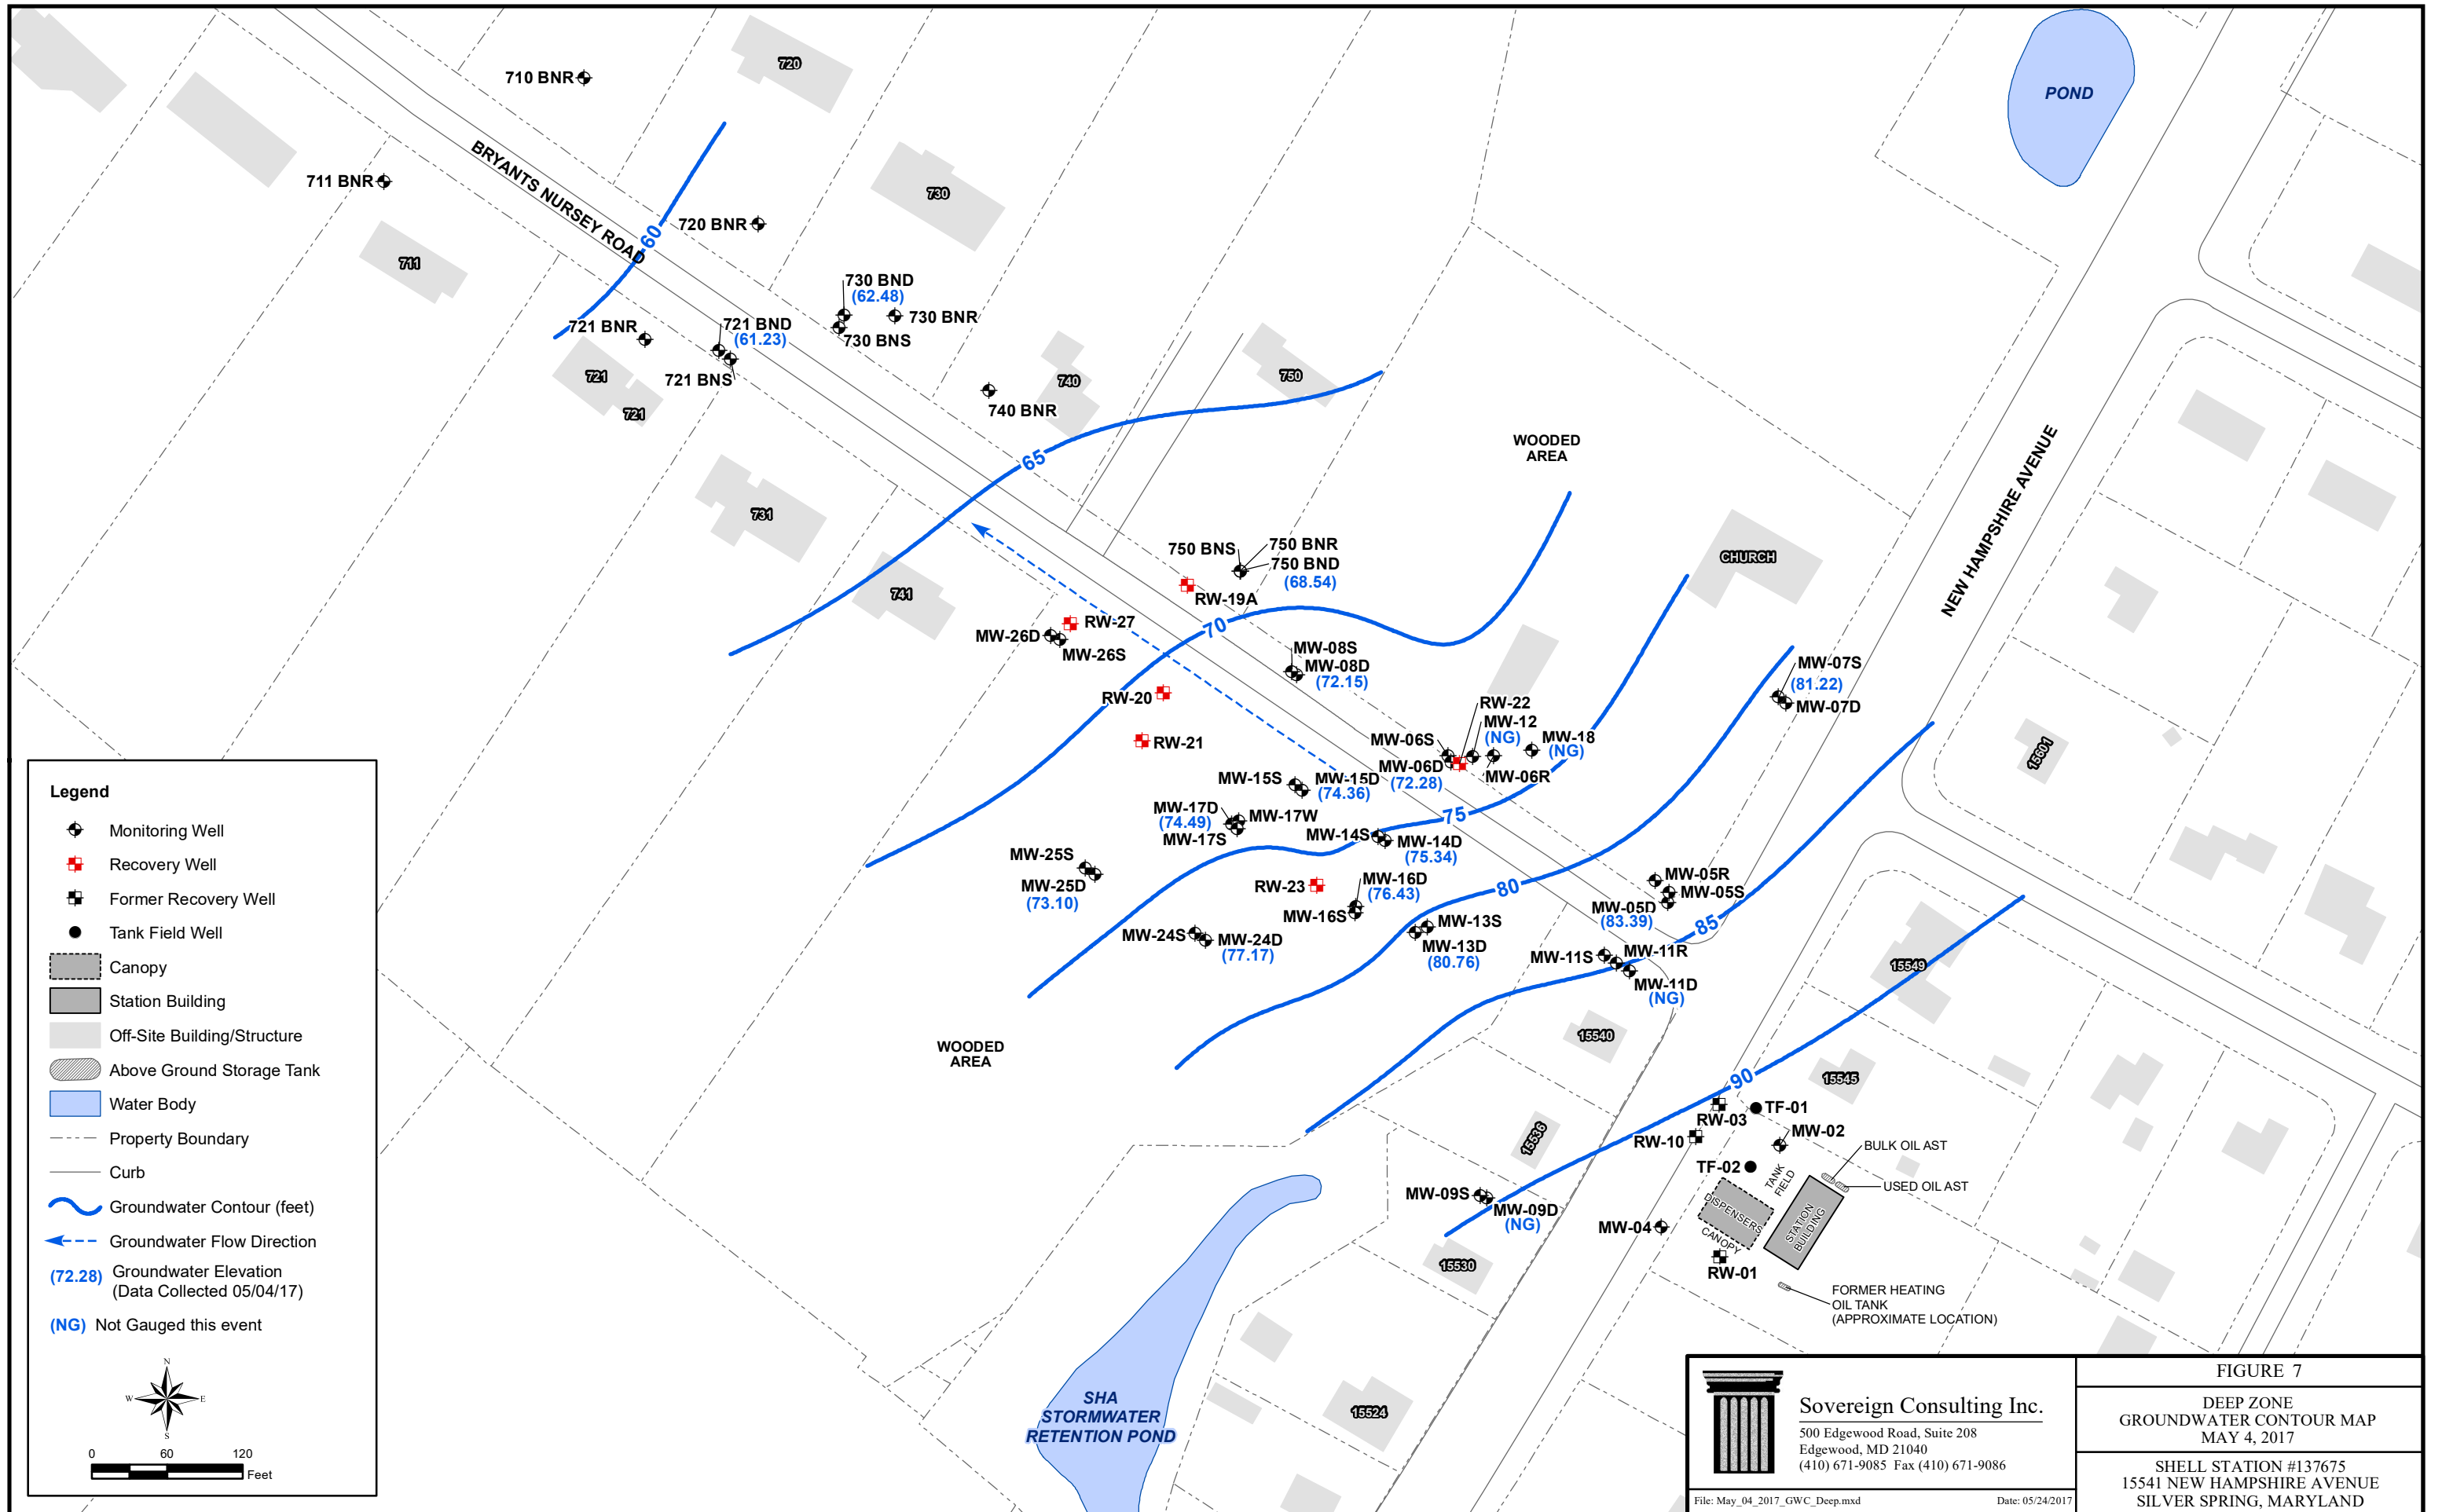 710 BNR
720
POND
BRYANTS NURSEY ROAD
711 BNR
730
60
720 BNR
711
730 BND
(62.48)
730 BNR
730 BNS
721 BNR
721 BND
(61.23)
721 BNS
721
721
740
740 BNR
750
65
WOODED
AREA
NEW HAMPSHIRE AVENUE
731
750 BNS
750 BNR
750 BND
(68.54)
CHURCH
741
RW-19A
RW-27
70
MW-26D
MW-26S
MW-08S
MW-08D
(72.15)
MW-07S
(81.22)
MW-07D
RW-20
RW-22
MW-12
(NG)
MW-18
(NG)
RW-21
MW-06S
MW-06D
(72.28)
MW-06R
15601
MW-15S
MW-15D
(74.36)
MW-17D
(74.49)
MW-17W
MW-17S
75
MW-14S
MW-14D
(75.34)
MW-25S
MW-25D
(73.10)
RW-23
MW-16D
(76.43)
MW-16S
80
MW-05R
MW-05S
MW-05D
(83.39)
85
MW-24S
MW-24D
(77.17)
MW-13S
MW-13D
(80.76)
MW-11S
MW-11R
MW-11D
(NG)
15549
WOODED
AREA
15540
90
15545
15536
RW-03
TF-01
RW-10
MW-02
TF-02
BULK OIL AST
USED OIL AST
TANK
FIELD
MW-09S
MW-09D
(NG)
MW-04
DISPENSERS
CANOPY
STATION
BUILDING
15530
RW-01
FORMER HEATING
OIL TANK
(APPROXIMATE LOCATION)
15524
SHA
STORMWATER
RETENTION POND
Legend
Monitoring Well
Recovery Well
Former Recovery Well
Tank Field Well
Canopy
Station Building
Off-Site Building/Structure
Above Ground Storage Tank
Water Body
Property Boundary
Curb
Groundwater Contour (feet)
Groundwater Flow Direction
(72.28) Groundwater Elevation
(Data Collected 05/04/17)
(NG) Not Gauged this event
N
W E
S
0 60 120
Feet
Sovereign Consulting Inc.
500 Edgewood Road, Suite 208
Edgewood, MD 21040
(410) 671-9085 Fax (410) 671-9086
File: May_04_2017_GWC_Deep.mxd Date: 05/24/2017
FIGURE 7
DEEP ZONE
GROUNDWATER CONTOUR MAP
MAY 4, 2017
SHELL STATION #137675
15541 NEW HAMPSHIRE AVENUE
SILVER SPRING, MARYLAND